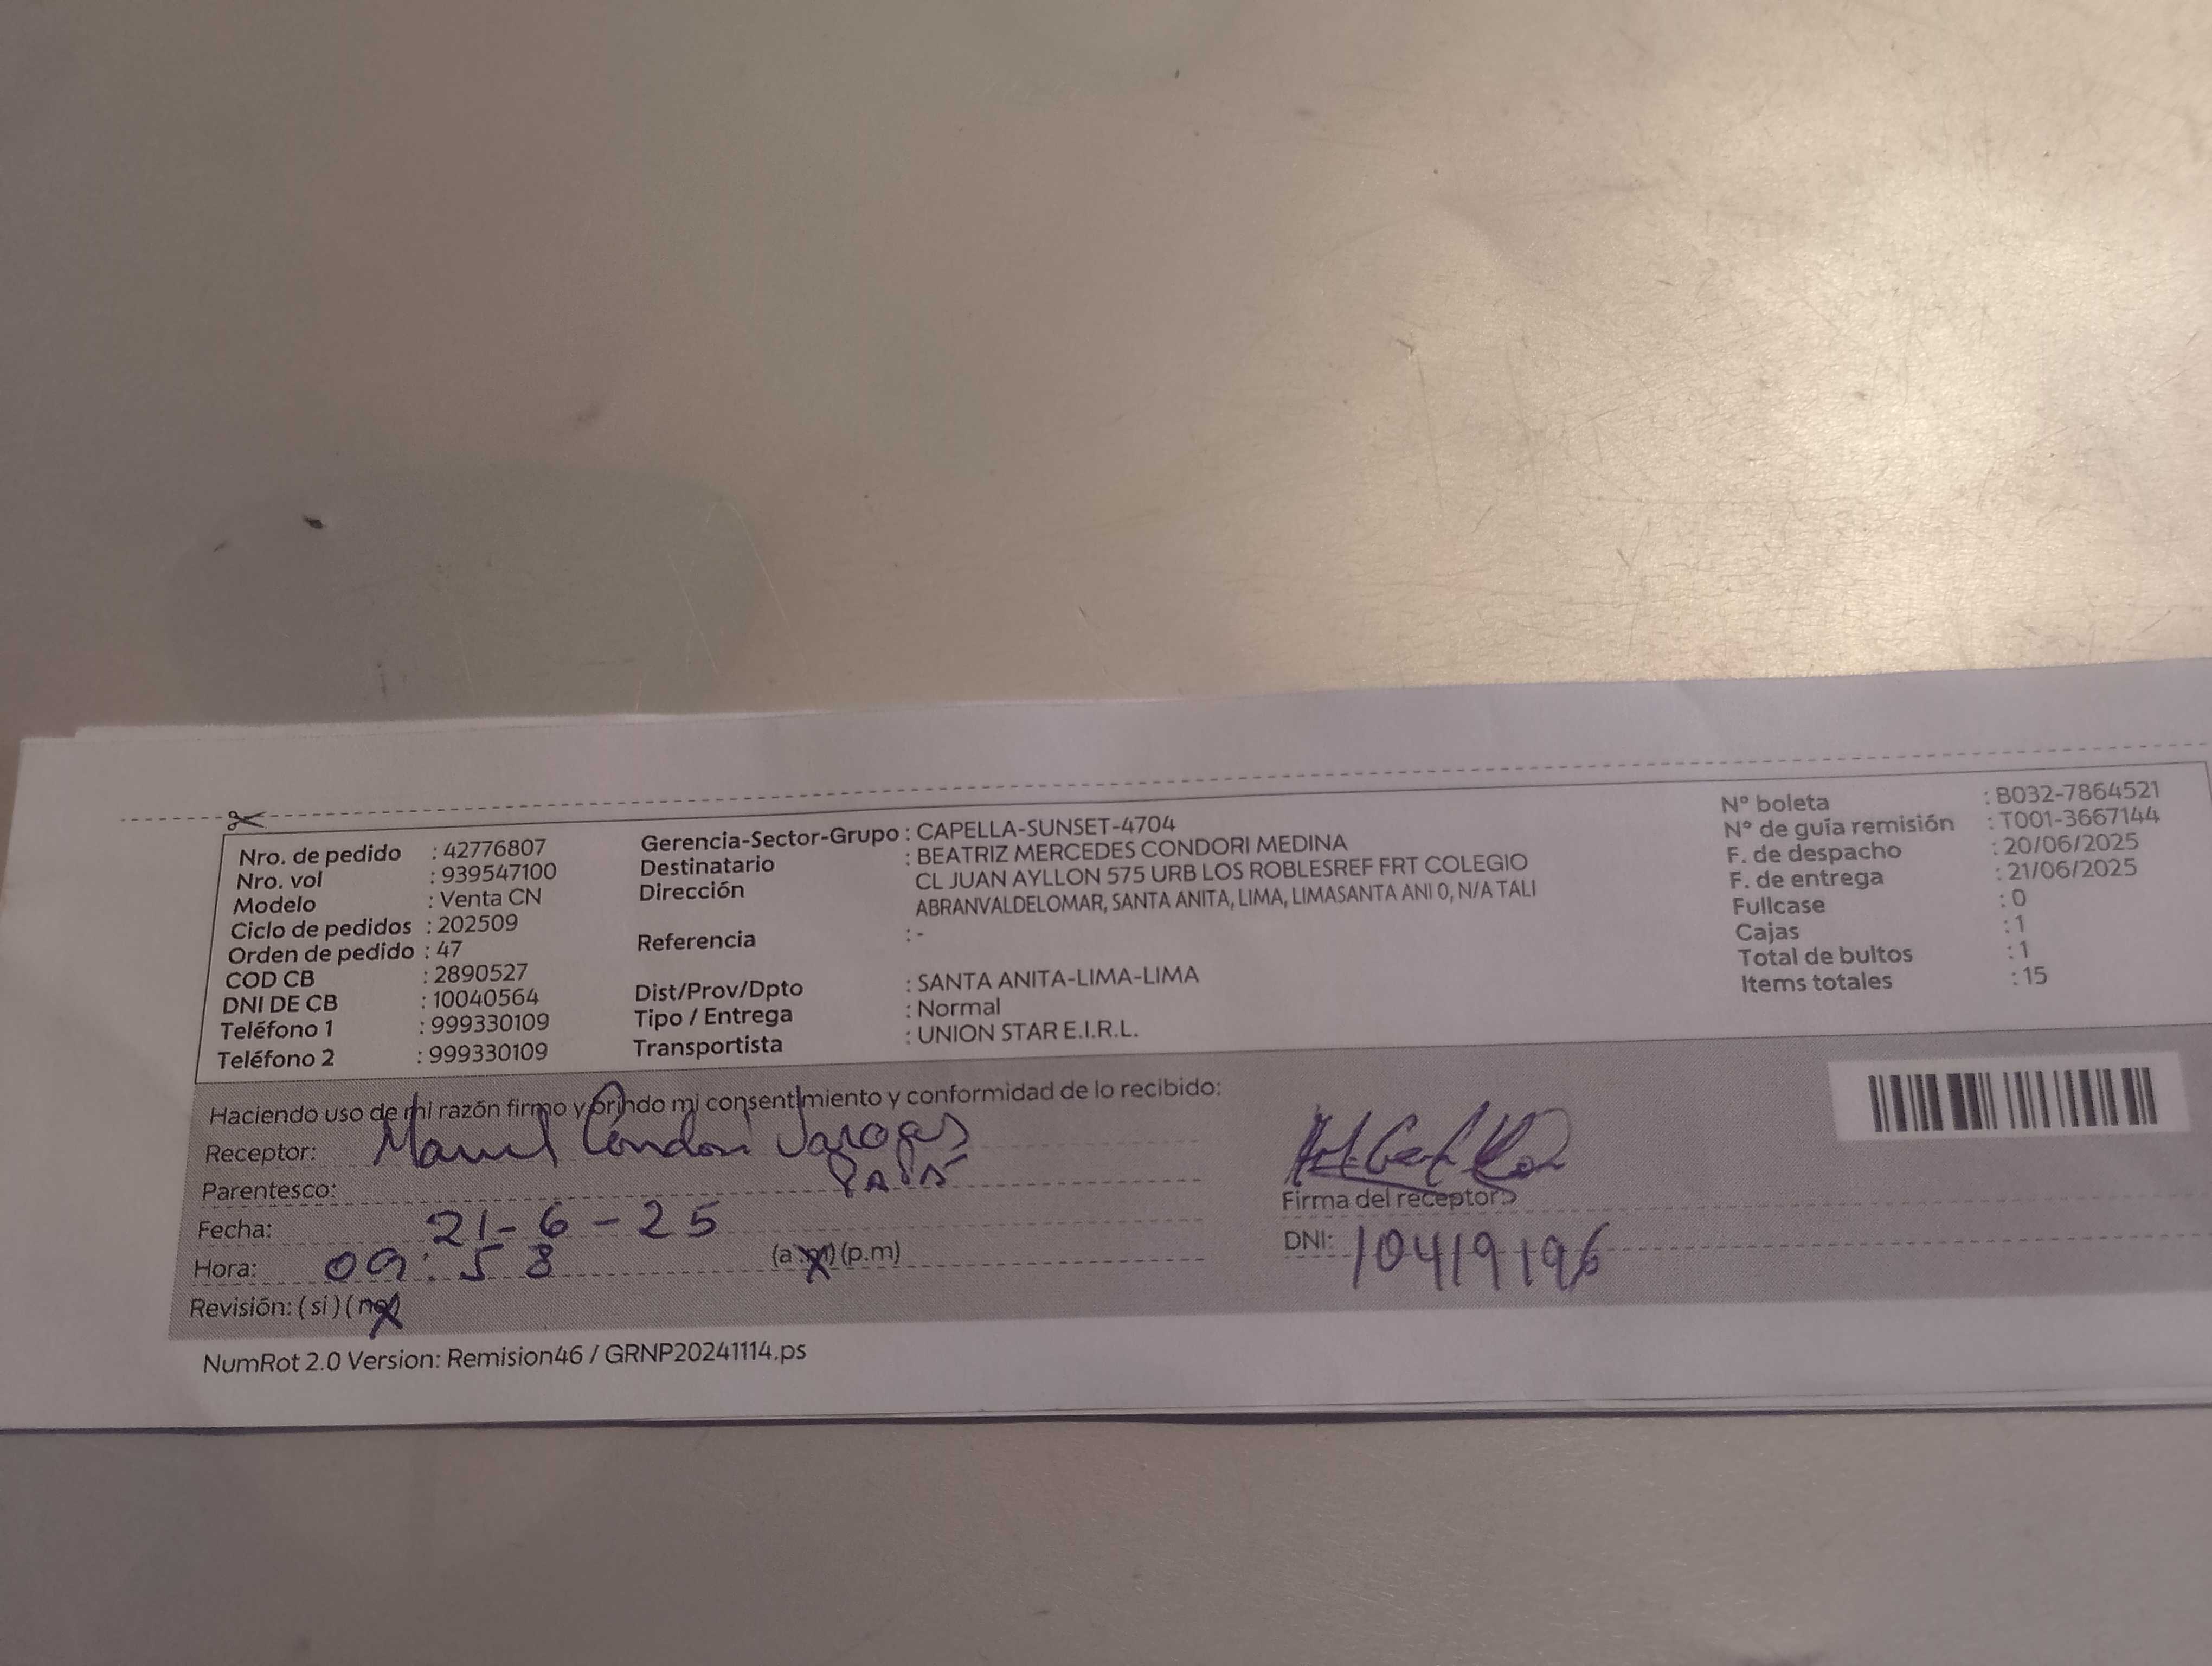 Nro. de pedido : 42776807
Nro. vol : 939547100
Modelo : Venta CN
Ciclo de pedidos : 202509
Orden de pedido : 47
COD CB : 2890527
DNI DE CB : 10040564
Teléfono 1 : 999330109
Teléfono 2 : 999330109
Gerencia-Sector-Grupo : CAPELLA-SUNSET-4704
Destinatario : BEATRIZ MERCEDES CONDORI MEDINA
Dirección CL JUAN AYLLON 575 URB LOS ROBLESREF FRT COLEGIO
ABRANVALDELOMAR, SANTA ANITA, LIMA, LIMASANTA ANI 0, N/A TALI
Referencia : -
Dist/Prov/Dpto : SANTA ANITA-LIMA-LIMA
Tipo / Entrega : Normal
Transportista : UNION STAR E.I.R.L.
N° boleta : B032-7864521
N° de guía remisión : T001-3667144
F. de despacho : 20/06/2025
F. de entrega : 21/06/2025
Fullcase : 0
Cajas : 1
Total de bultos : 1
Items totales : 15
Haciendo uso de mi razón firmo y brindo mi consentimiento y conformidad de lo recibido:
Receptor: Manuel Condori Vargas
Parentesco:
Fecha: 21-6-25
Hora: 09:58 (a.m) (p.m)
Revisión: (si) (no)
Firma del receptor:
DNI: 10419196
NumRot 2.0 Version: Remision46 / GRNP20241114.ps